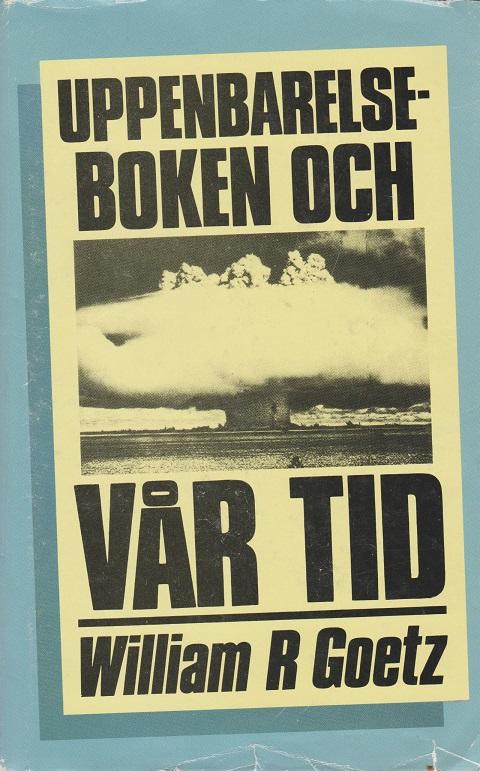 UPPENBARELSE-
BOKEN OCH
VÅR TID
William R Goetz